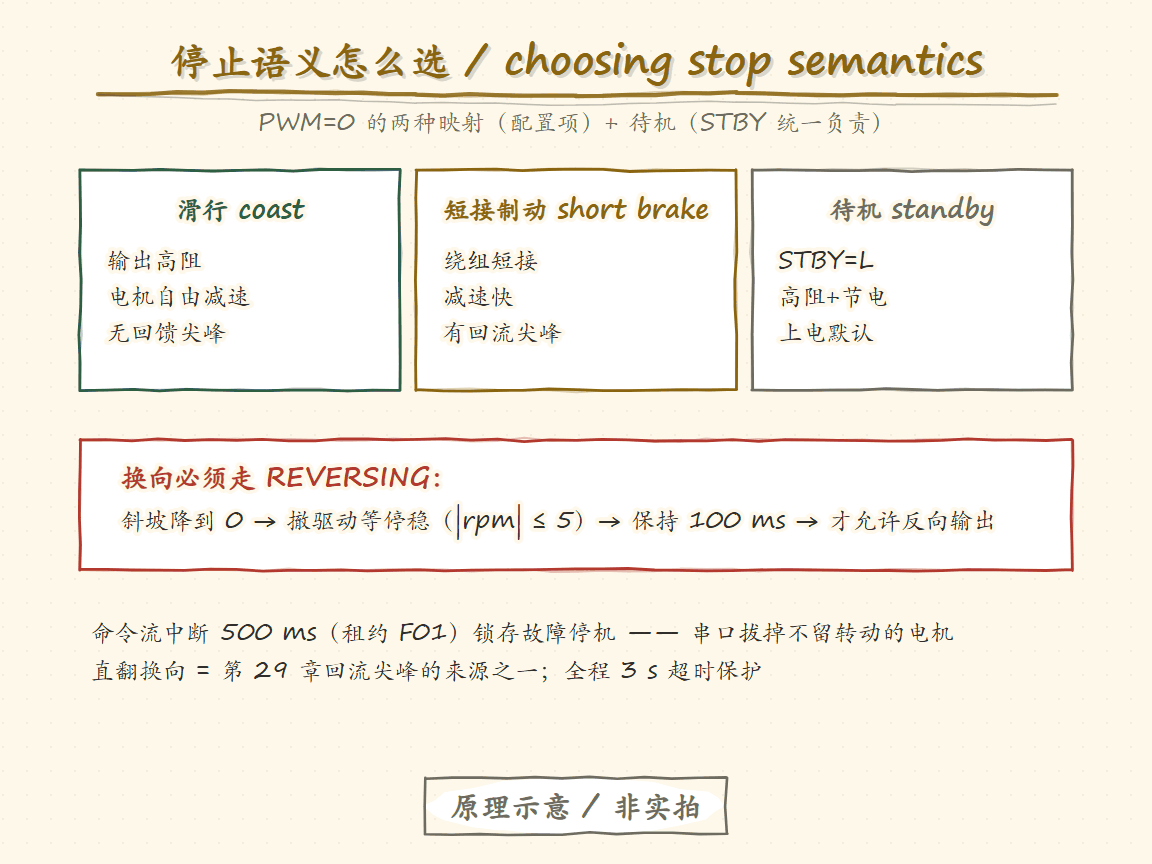 停止语义怎么选 / choosing stop semantics
PWM=0 的两种映射（配置项）+ 待机（STBY 统一负责）
滑行 coast
输出高阻
电机自由减速
无回馈尖峰
短接制动 short brake
绕组短接
减速快
有回流尖峰
待机 standby
STBY=L
高阻+节电
上电默认
换向必须走 REVERSING:
斜坡降到 0 → 撤驱动等停稳（|rpm| ≤ 5）→ 保持 100 ms → 才允许反向输出
命令流中断 500 ms（租约 F01）锁存故障停机 —— 串口拔掉不留转动的电机
直翻换向 = 第 29 章回流尖峰的来源之一；全程 3 s 超时保护
原理示意 / 非实拍